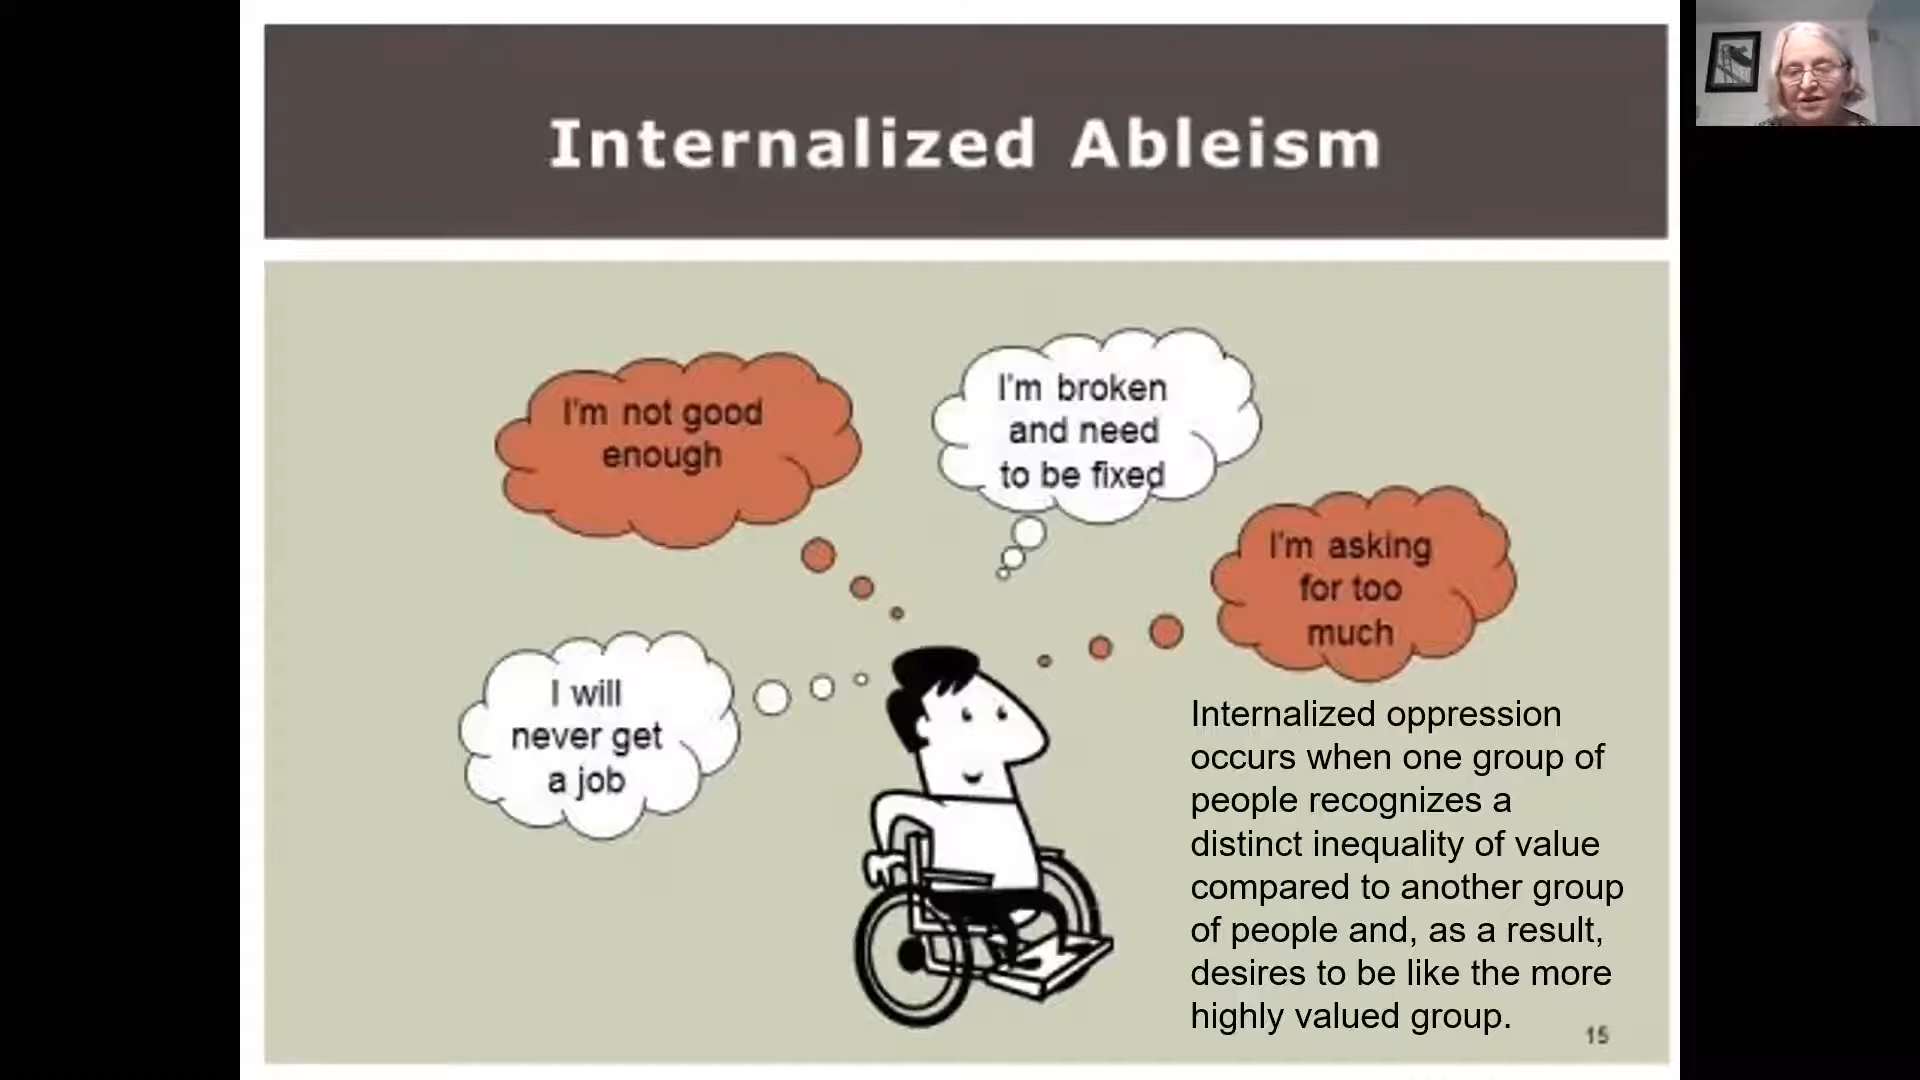 Internalized Ableism
I'm not good
enough
I'm broken
and need
to be fixed
I'm asking
for too
much
I will
never get
a job
Internalized oppression
occurs when one group of
people recognizes a
distinct inequality of value
compared to another group
of people and, as a result,
desires to be like the more
highly valued group.
15